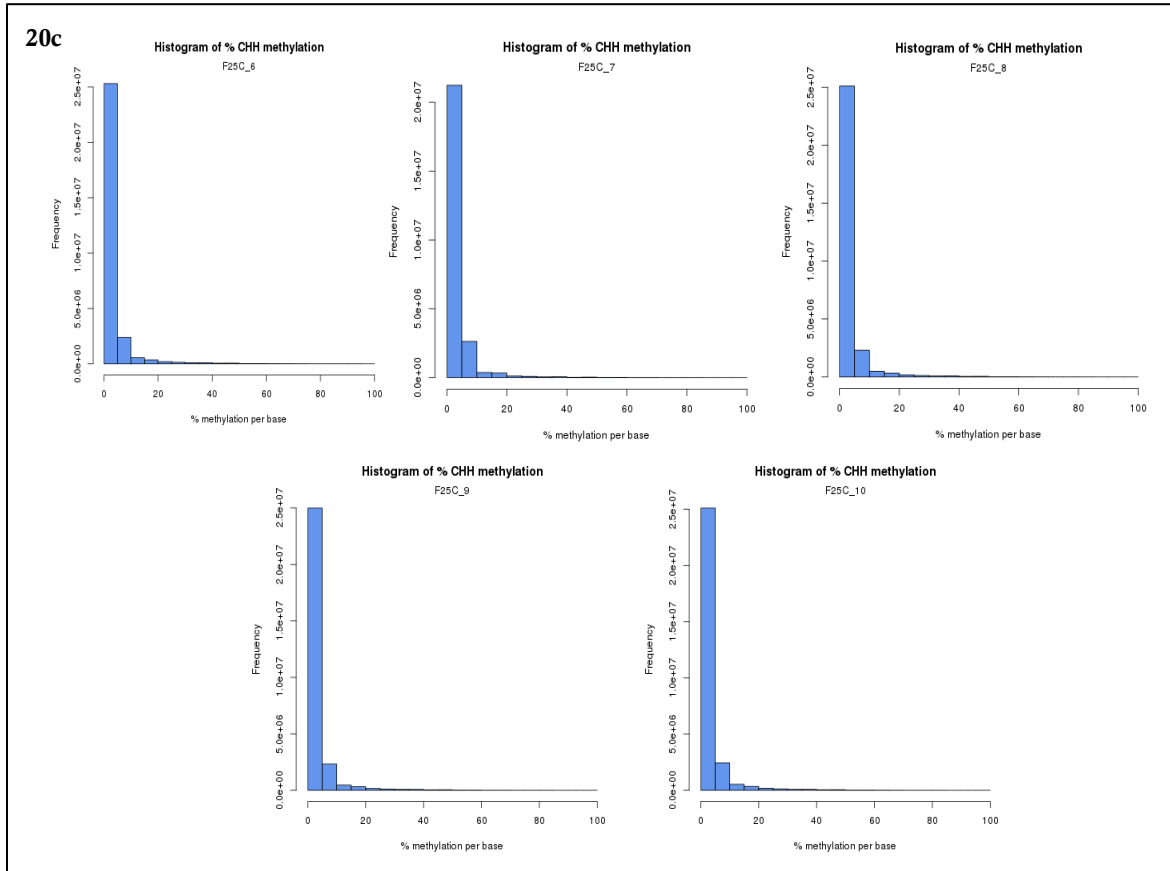 20c
Histogram of % CHH methylation
F25C_6
Frequency
0.0e+00 5.0e+06 1.0e+07 1.5e+07 2.0e+07 2.5e+07
0 20 40 60 80 100
% methylation per base
Histogram of % CHH methylation
F25C_7
Frequency
0.0e+00 5.0e+06 1.0e+07 1.5e+07 2.0e+07
0 20 40 60 80 100
% methylation per base
Histogram of % CHH methylation
F25C_8
Frequency
0.0e+00 5.0e+06 1.0e+07 1.5e+07 2.0e+07 2.5e+07
0 20 40 60 80 100
% methylation per base
Histogram of % CHH methylation
F25C_9
Frequency
0.0e+00 5.0e+06 1.0e+07 1.5e+07 2.0e+07 2.5e+07
0 20 40 60 80 100
% methylation per base
Histogram of % CHH methylation
F25C_10
Frequency
0.0e+00 5.0e+06 1.0e+07 1.5e+07 2.0e+07 2.5e+07
0 20 40 60 80 100
% methylation per base